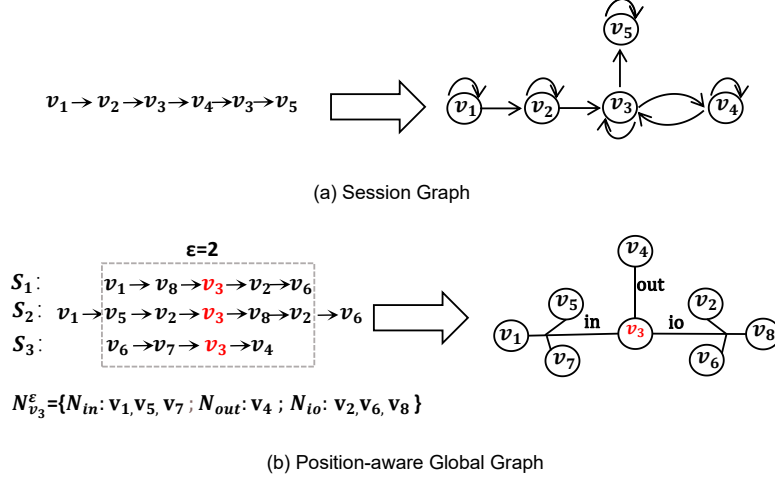 v₁→v₂→v₃→v₄→v₃→v₅
v₅
v₁ v₂ v₃ v₄
(a) Session Graph
ε=2
S₁: v₁→v₈→v₃→v₂→v₆
S₂: v₁→v₅→v₂→v₃→v₈→v₂→v₆
S₃: v₆→v₇→v₃→v₄
v₄
out
v₅ v₂
v₁ in v₃ io v₈
v₇ v₆
N^ε_v₃={N_in: v₁,v₅, v₇ ; N_out: v₄ ; N_io: v₂,v₆, v₈ }
(b) Position-aware Global Graph